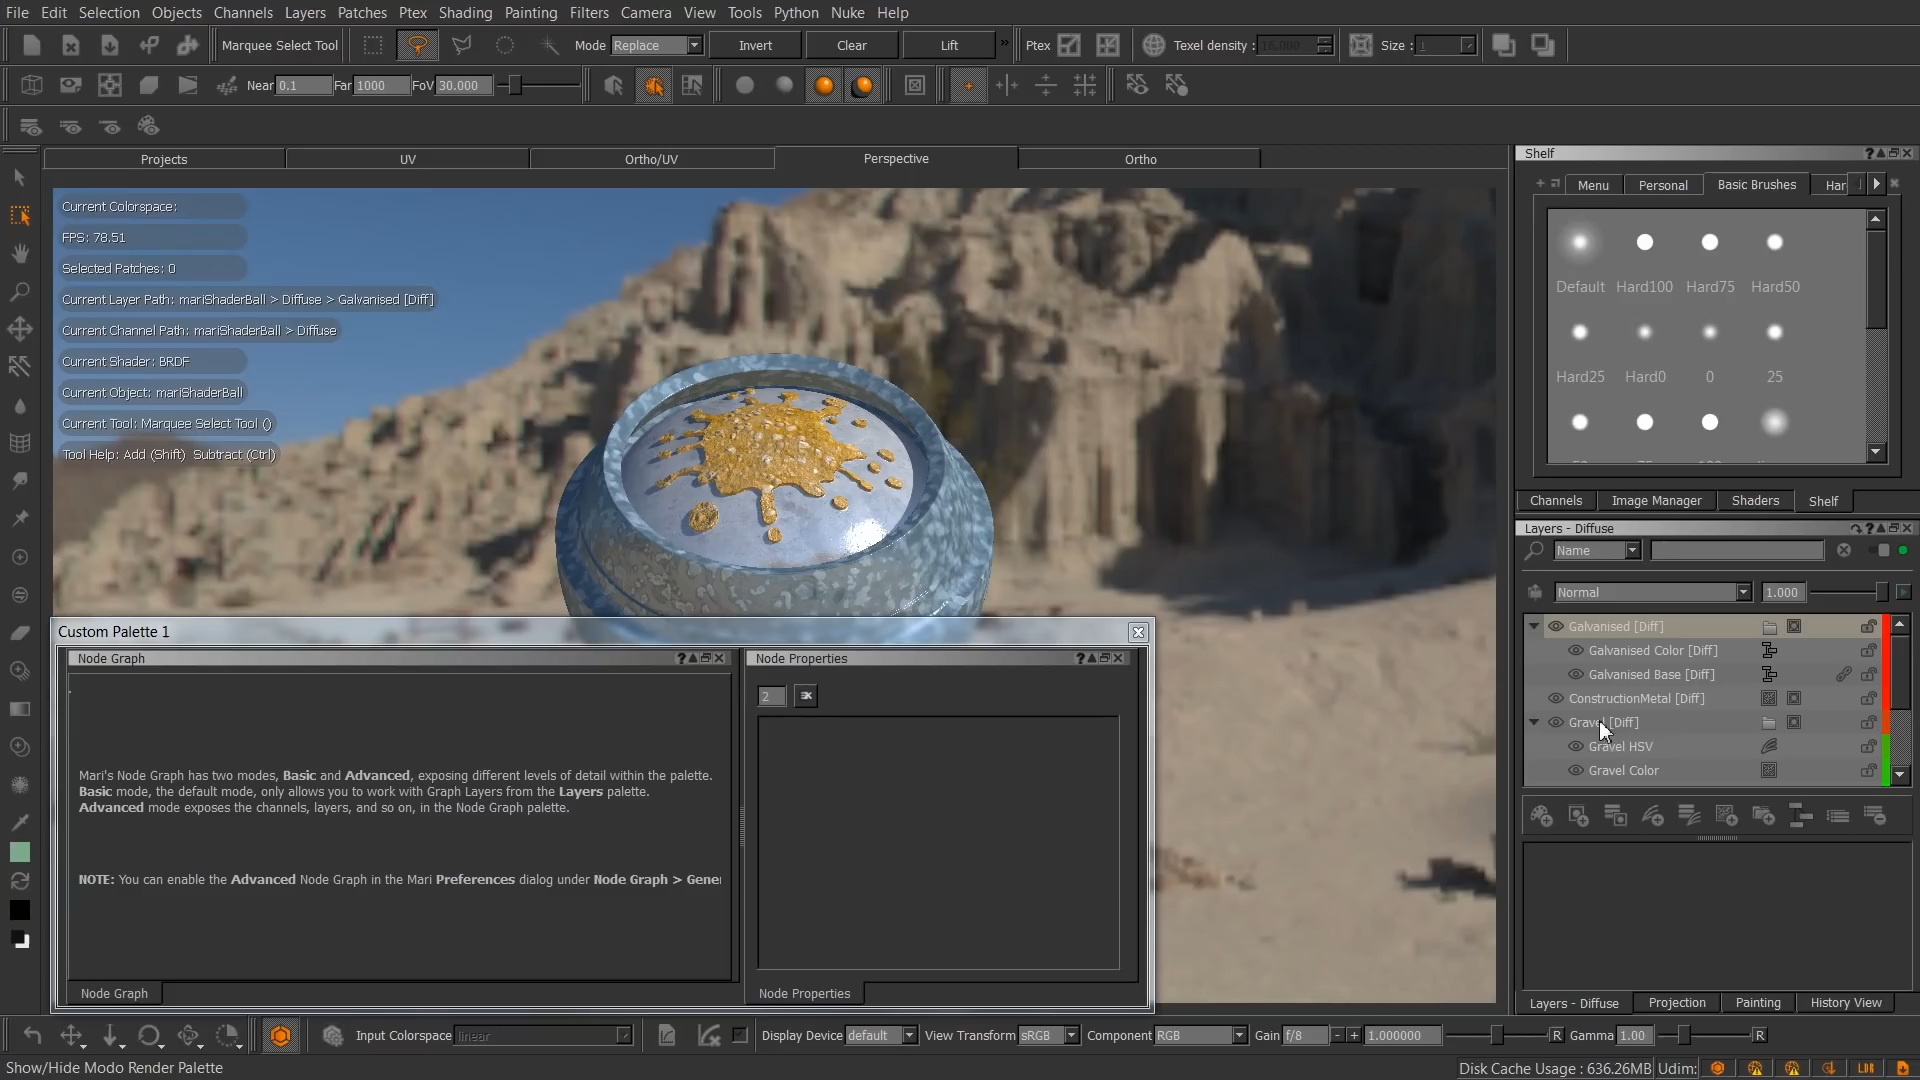 File Edit Selection Objects Channels Layers Patches Ptex Shading Painting Filters Camera View Tools Python Nuke Help
Marquee Select Tool Mode Replace Invert Clear Lift » Ptex Texel density : 16.000 Size : 1
Near 0.1 Far 1000 FoV 30.000
Projects UV Ortho/UV Perspective Ortho
Current Colorspace:
FPS: 78.51
Selected Patches: 0
Current Layer Path: mariShaderBall > Diffuse > Galvanised [Diff]
Current Channel Path: mariShaderBall > Diffuse
Current Shader: BRDF
Current Object: mariShaderBall
Current Tool: Marquee Select Tool ()
Tool Help: Add (Shift) Subtract (Ctrl)
Shelf
Menu Personal Basic Brushes Har
Default Hard100 Hard75 Hard50
Hard25 Hard0 0 25
Channels Image Manager Shaders Shelf
Layers - Diffuse
Name
Normal 1.000
Galvanised [Diff]
Galvanised Color [Diff]
Galvanised Base [Diff]
ConstructionMetal [Diff]
Gravel [Diff]
Gravel HSV
Gravel Color
Layers - Diffuse Projection Painting History View
Custom Palette 1
Node Graph
Mari's Node Graph has two modes, Basic and Advanced, exposing different levels of detail within the palette.
Basic mode, the default mode, only allows you to work with Graph Layers from the Layers palette.
Advanced mode exposes the channels, layers, and so on, in the Node Graph palette.
NOTE: You can enable the Advanced Node Graph in the Mari Preferences dialog under Node Graph > Gener
Node Graph
Node Properties
2
Node Properties
Input Colorspace linear Display Device default View Transform sRGB Component RGB Gain f/8 - + 1.000000 R Gamma 1.00 R
Show/Hide Modo Render Palette
Disk Cache Usage : 636.26MB Udim: LDR